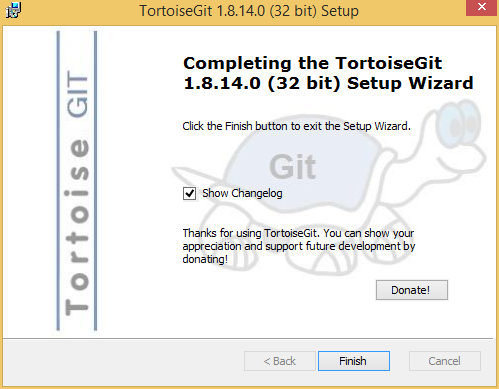 TortoiseGit 1.8.14.0 (32 bit) Setup
Tortoise GIT
Completing the TortoiseGit
1.8.14.0 (32 bit) Setup Wizard
Click the Finish button to exit the Setup Wizard.
Git
Show Changelog
Thanks for using TortoiseGit. You can show your
appreciation and support future development by
donating!
Donate!
< Back
Finish
Cancel